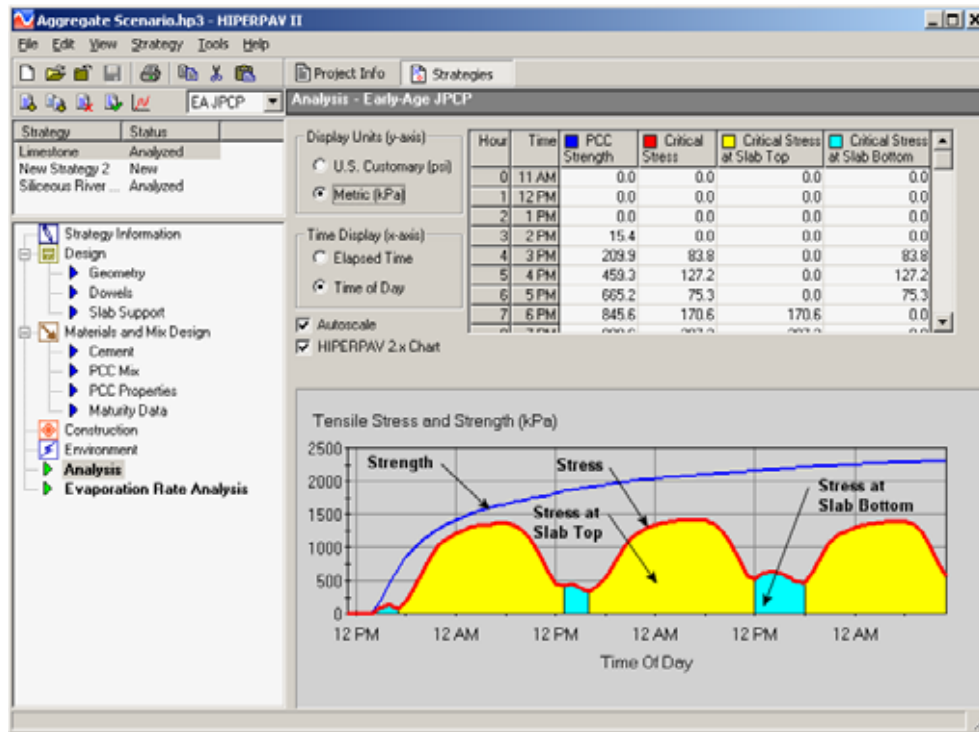 Aggregate Scenario.hp3 - HIPERPAV II
File Edit View Strategy Tools Help
Project Info Strategies
EA JPCP
Analysis - Early-Age JPCP
Strategy Status
Limestone Analyzed
New Strategy 2 New
Siliceous River ... Analyzed
Strategy Information
Design
Geometry
Dowels
Slab Support
Materials and Mix Design
Cement
PCC Mix
PCC Properties
Maturity Data
Construction
Environment
Analysis
Evaporation Rate Analysis
Display Units (y-axis)
U.S. Customary (psi)
Metric (kPa)
Time Display (x-axis)
Elapsed Time
Time of Day
Autoscale
HIPERPAV 2.x Chart
Hour Time PCC Strength Critical Stress Critical Stress at Slab Top Critical Stress at Slab Bottom
0 11 AM 0.0 0.0 0.0 0.0
1 12 PM 0.0 0.0 0.0 0.0
2 1 PM 0.0 0.0 0.0 0.0
3 2 PM 15.4 0.0 0.0 0.0
4 3 PM 209.9 83.8 0.0 83.8
5 4 PM 459.3 127.2 0.0 127.2
6 5 PM 665.2 75.3 0.0 75.3
7 6 PM 845.6 170.6 170.6 0.0
Tensile Stress and Strength (kPa)
2500
2000
1500
1000
500
0
Strength
Stress
Stress at
Slab Top
Stress at
Slab Bottom
12 PM 12 AM 12 PM 12 AM 12 PM 12 AM
Time Of Day